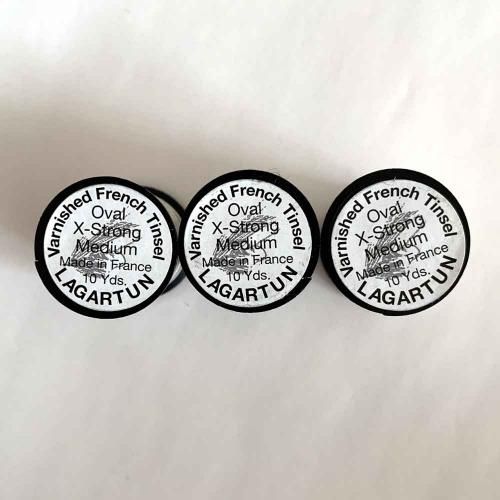 Varnished French Tinsel
Oval
X-Strong
Medium
Made in France
10 Yds.
LAGARTUN
Varnished French Tinsel
Oval
X-Strong
Medium
Made in France
10 Yds.
LAGARTUN
Varnished French Tinsel
Oval
X-Strong
Medium
Made in France
10 Yds.
LAGARTUN